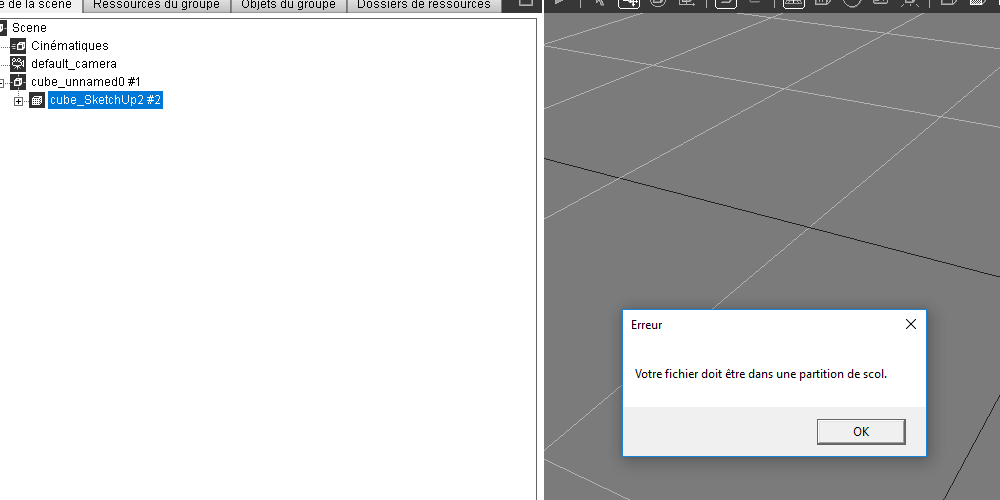 de la scène
Ressources du groupe
Objets du groupe
Dossiers de ressources
Scene
Cinématiques
default_camera
cube_unnamed0 #1
cube_SketchUp2 #2
Erreur
Votre fichier doit être dans une partition de scol.
OK